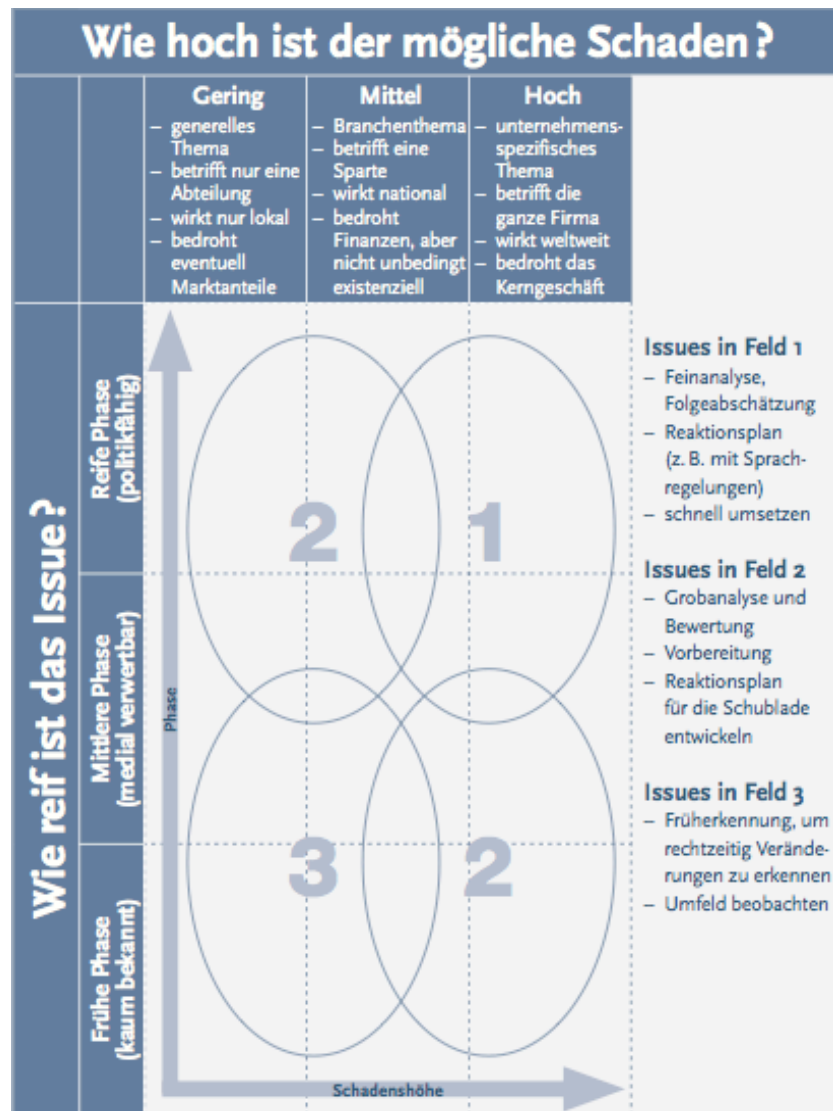 Wie hoch ist der mögliche Schaden?
Gering
– generelles
Thema
– betrifft nur eine
Abteilung
– wirkt nur lokal
– bedroht
eventuell
Marktanteile
Mittel
– Branchenthema
– betrifft eine
Sparte
– wirkt national
– bedroht
Finanzen, aber
nicht unbedingt
existenziell
Hoch
– unternehmens-
spezifisches
Thema
– betrifft die
ganze Firma
– wirkt weltweit
– bedroht das
Kerngeschäft
Wie reif ist das Issue?
Reife Phase
(politikfähig)
Mittlere Phase
(medial verwertbar)
Frühe Phase
(kaum bekannt)
Phase
2
1
3
2
Schadenshöhe
Issues in Feld 1
– Feinanalyse,
Folgeabschätzung
– Reaktionsplan
(z. B. mit Sprach-
regelungen)
– schnell umsetzen
Issues in Feld 2
– Grobanalyse und
Bewertung
– Vorbereitung
– Reaktionsplan
für die Schublade
entwickeln
Issues in Feld 3
– Früherkennung, um
rechtzeitig Verände-
rungen zu erkennen
– Umfeld beobachten